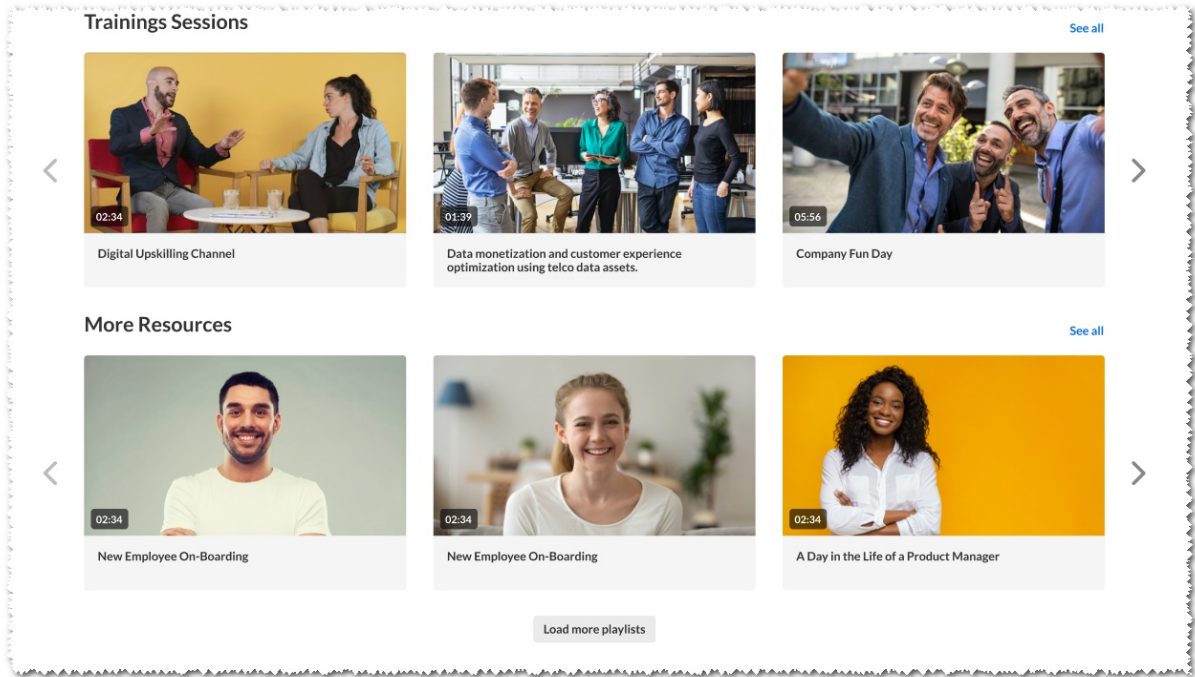 Trainings Sessions
See all
02:34
01:39
05:56
Digital Upskilling Channel
Data monetization and customer experience
optimization using telco data assets.
Company Fun Day
More Resources
See all
02:34
02:34
02:34
New Employee On-Boarding
New Employee On-Boarding
A Day in the Life of a Product Manager
Load more playlists